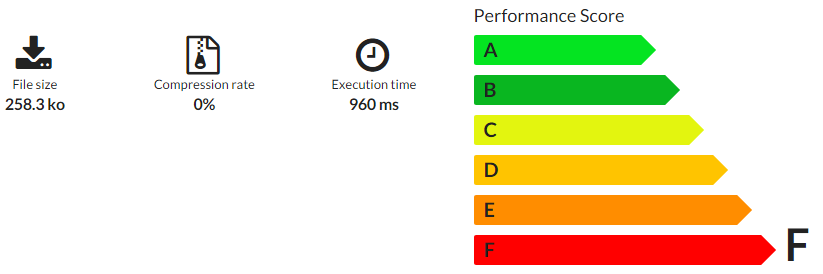 File size
258.3 ko
Compression rate
0%
Execution time
960 ms
Performance Score
A
B
C
D
E
F
F